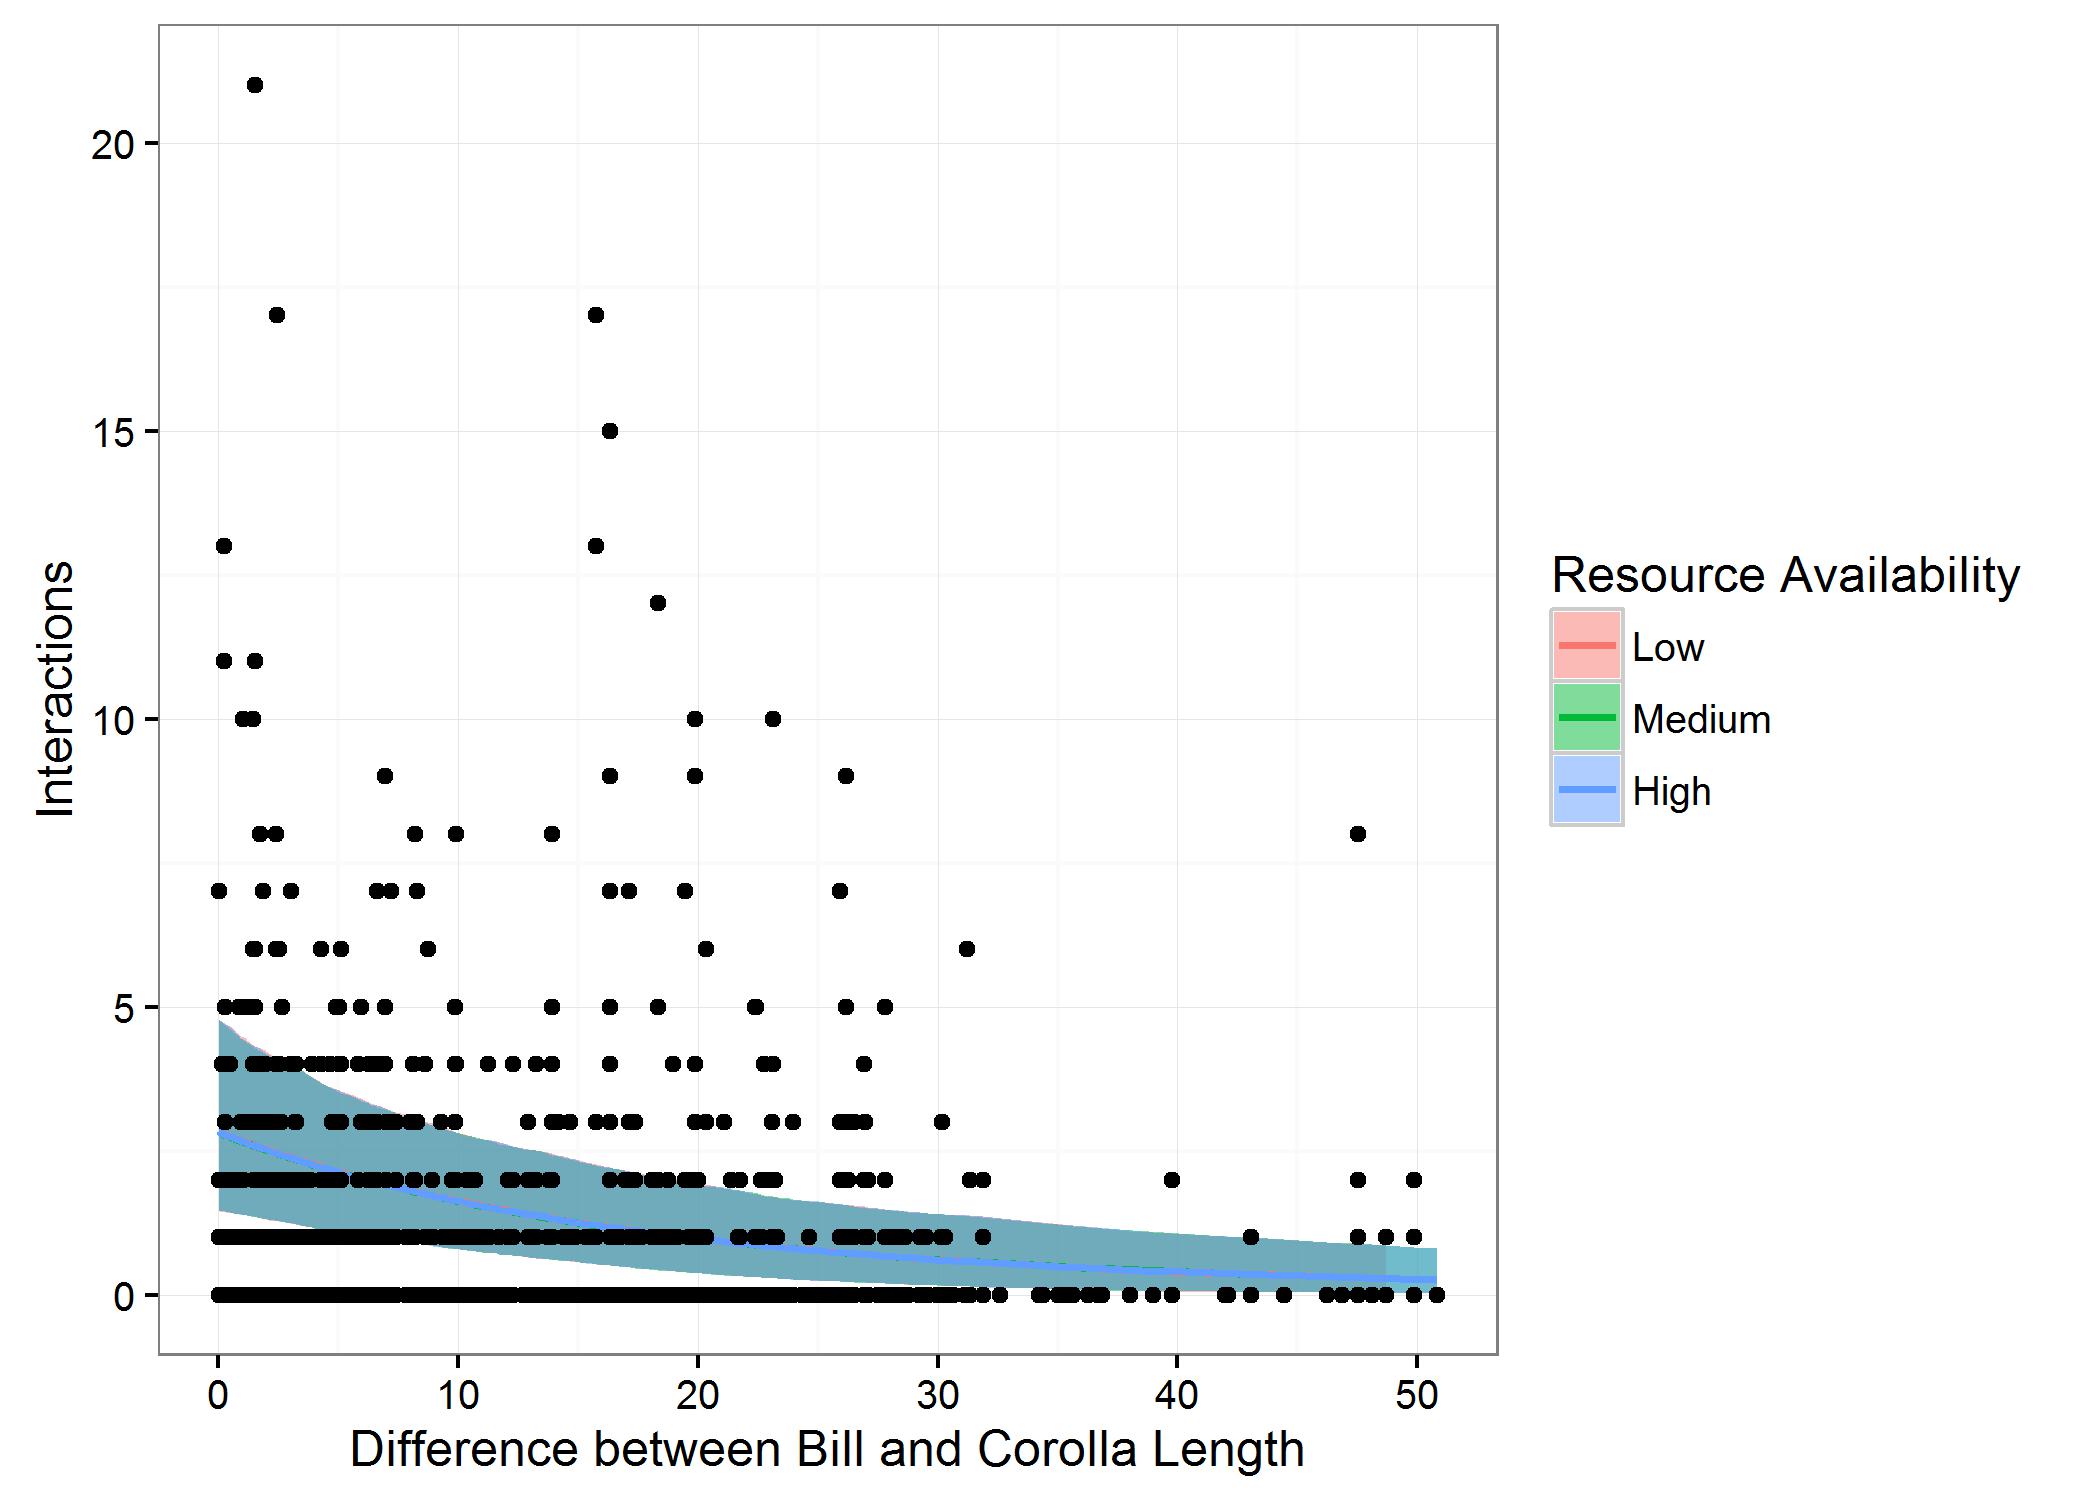 20
15
10
5
0
Interactions
0 10 20 30 40 50
Difference between Bill and Corolla Length
Resource Availability
Low
Medium
High